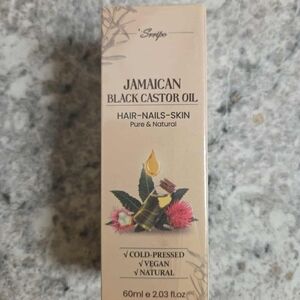 JAMAICAN
BLACK CASTOR OIL
HAIR-NAILS-SKIN
Pure & Natural
√ COLD-PRESSED
√ VEGAN
√ NATURAL
60ml e 2.03 fl.oz